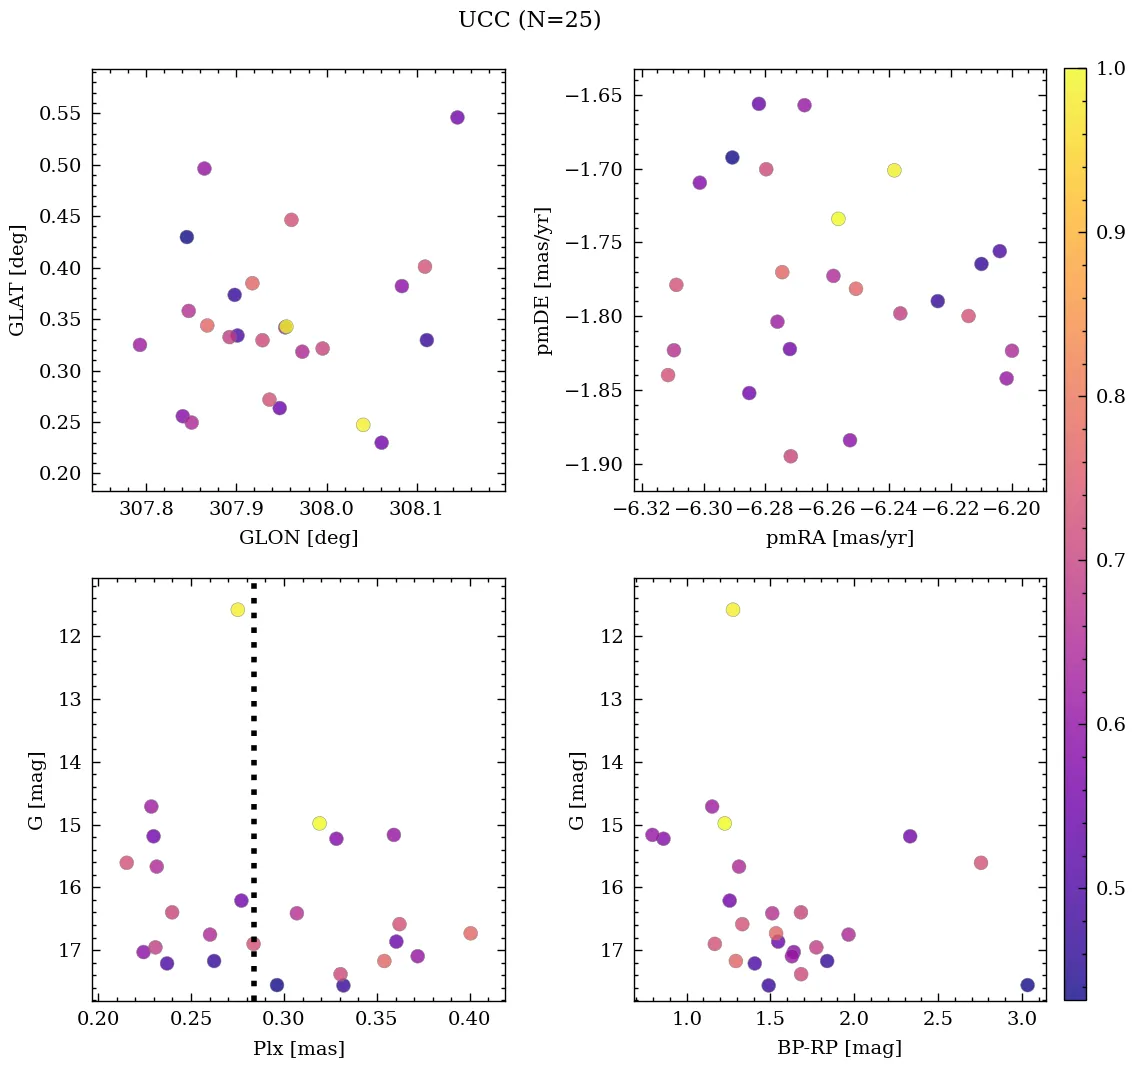 UCC (N=25)
0.55
0.50
0.45
0.40
0.35
0.30
0.25
0.20
GLAT [deg]
307.8 307.9 308.0 308.1
GLON [deg]
−1.65
−1.70
−1.75
−1.80
−1.85
−1.90
pmDE [mas/yr]
−6.32 −6.30 −6.28 −6.26 −6.24 −6.22 −6.20
pmRA [mas/yr]
12
13
14
15
16
17
G [mag]
0.20 0.25 0.30 0.35 0.40
Plx [mas]
12
13
14
15
16
17
G [mag]
1.0 1.5 2.0 2.5 3.0
BP-RP [mag]
1.0
0.9
0.8
0.7
0.6
0.5